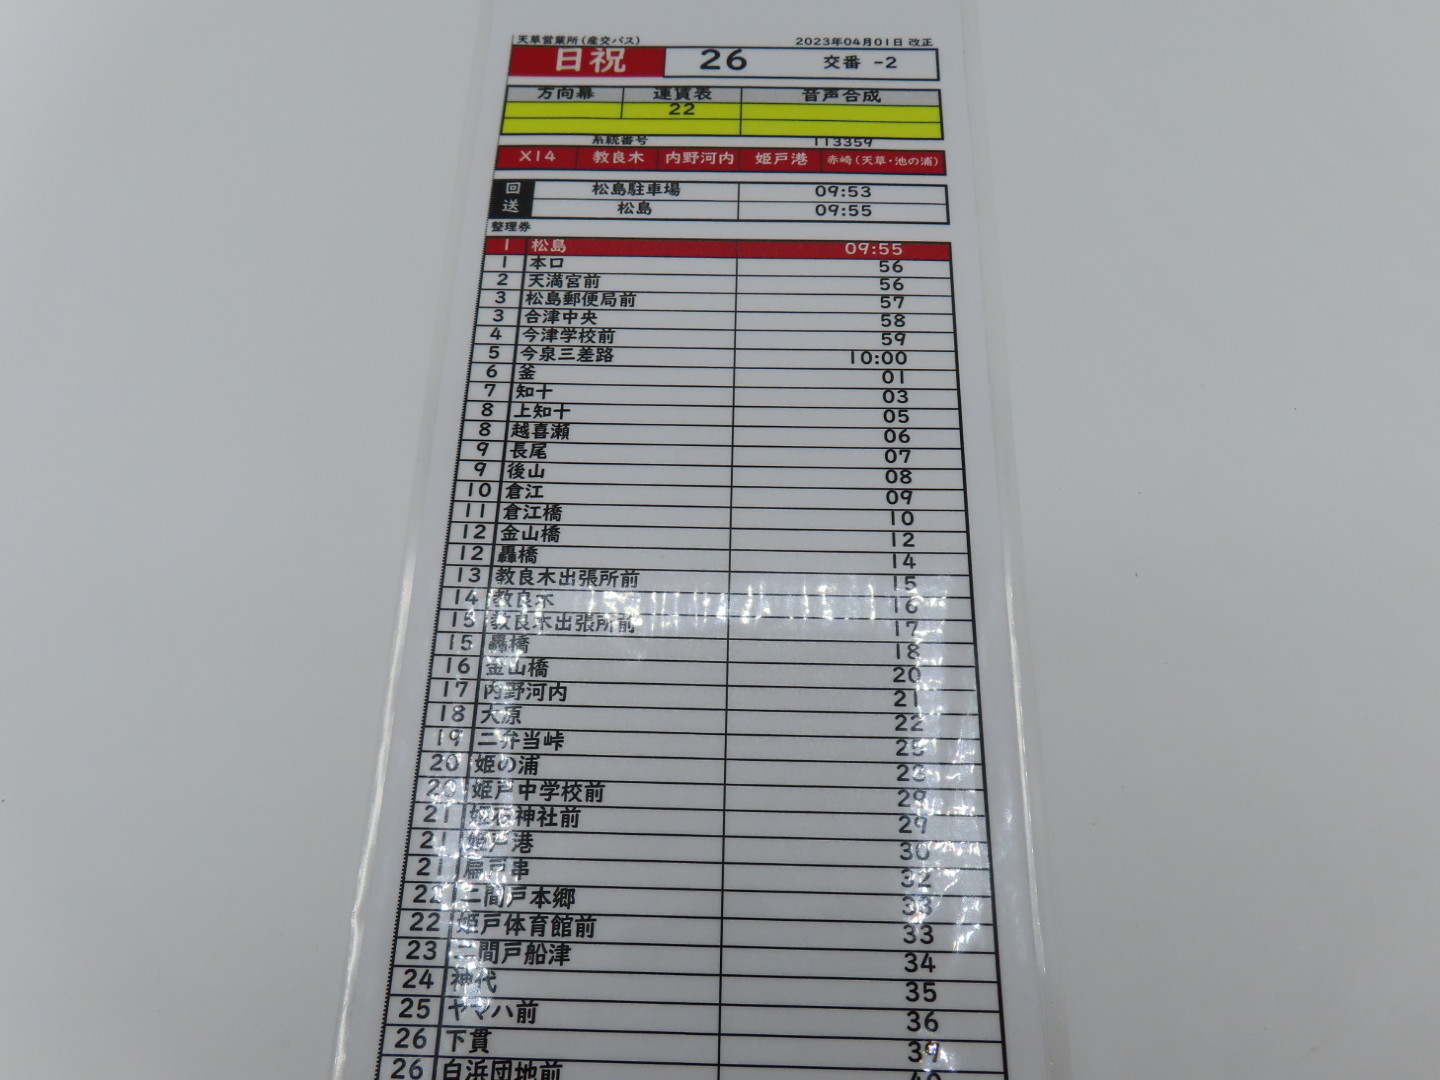 天草営業所(産交バス) 2023年04月01日 改正
日祝 26 交番 -2
方向幕 運賃表 音声合成
22
系統番号 113359
X14 教良木 内野河内 姫戸港 赤崎(天草・池の浦)
回送 松島駐車場 09:53
松島 09:55
整理券
1 松島 09:55
1 本口 56
2 天満宮前 56
3 松島郵便局前 57
3 合津中央 58
4 今津学校前 59
5 今泉三差路 10:00
6 釜 01
7 知十 03
8 上知十 05
8 越喜瀬 06
9 長尾 07
9 後山 08
10 倉江 09
11 倉江橋 10
12 金山橋 12
12 轟橋 14
13 教良木出張所前 15
14 教良木 16
15 教良木出張所前 17
15 轟橋 18
16 金山橋 20
17 内野河内 21
18 大原 22
19 二弁当峠 25
20 姫の浦
20 姫戸中学校前 29
21 神社前 29
21 姫戸港 30
21 扇戸串 32
22 二間戸本郷 33
22 姫戸体育館前 33
23 二間戸船津 34
24 神代 35
25 ヤマハ前 36
26 下貫 39
26 白浜団地前 40